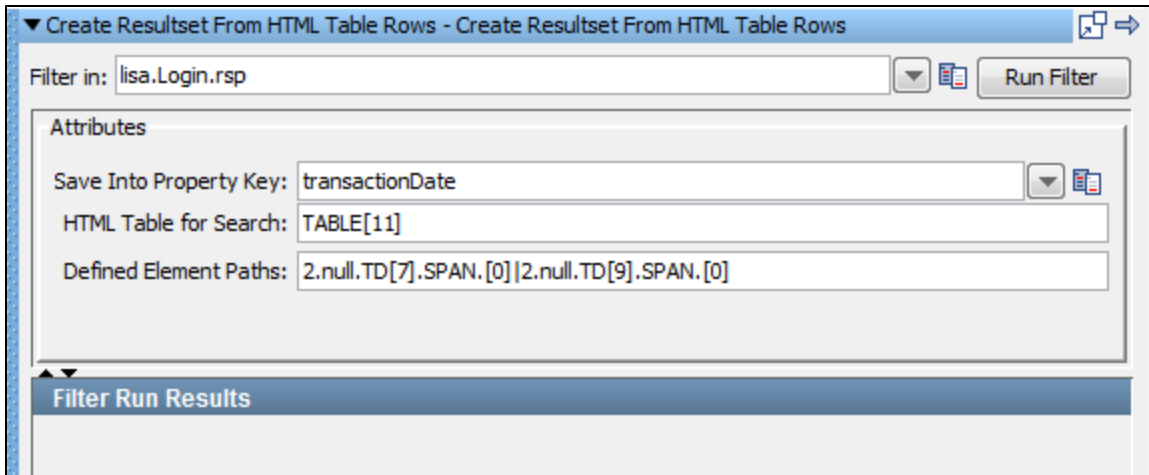 Create Resultset From HTML Table Rows - Create Resultset From HTML Table Rows
Filter in: lisa.Login.rsp Run Filter
Attributes
Save Into Property Key: transactionDate
HTML Table for Search: TABLE[11]
Defined Element Paths: 2.null.TD[7].SPAN.[0]|2.null.TD[9].SPAN.[0]
Filter Run Results